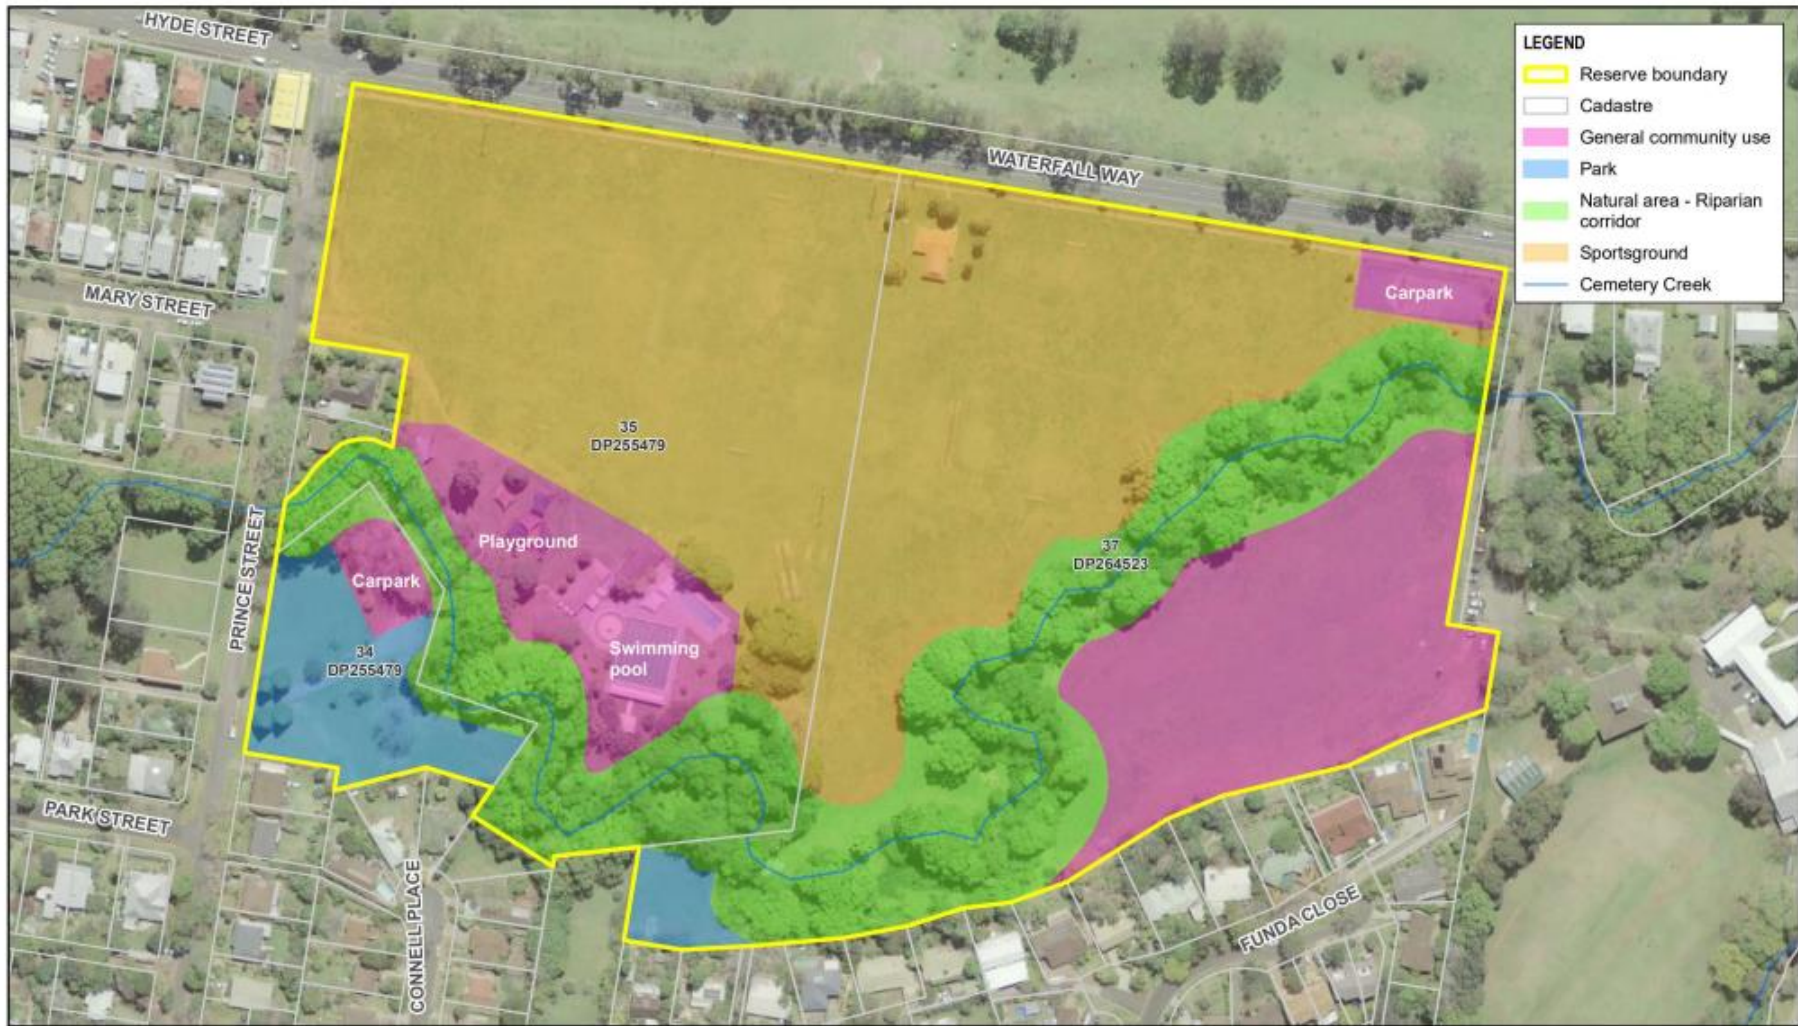 HYDE STREET
WATERFALL WAY
LEGEND
Reserve boundary
Cadastre
General community use
Park
Natural area - Riparian
corridor
Sportsground
Cemetery Creek
Carpark
MARY STREET
35
DP255479
Playground
37
DP264523
PRINCE STREET
Carpark
Swimming
pool
34
DP255479
PARK STREET
CONNELL PLACE
FUNDA CLOSE